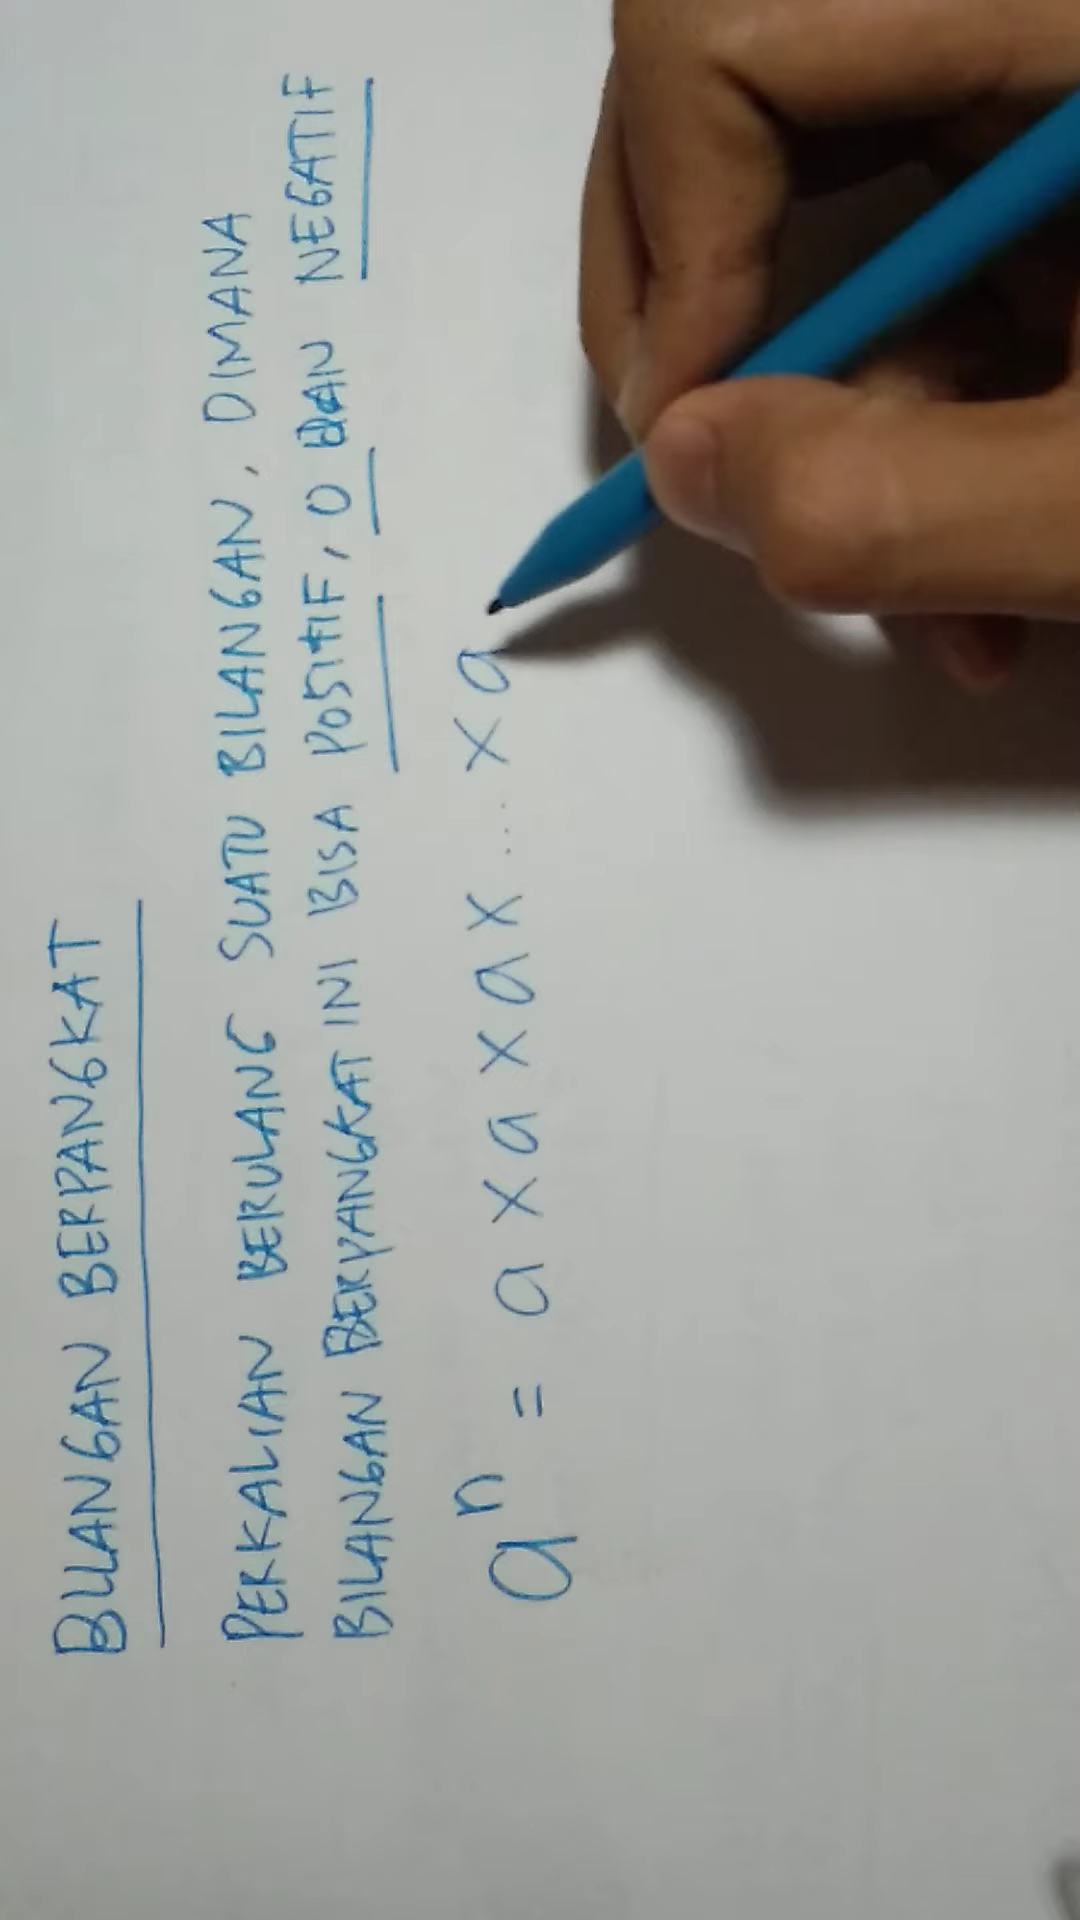 BILANGAN BERPANGKAT
PERKALIAN BERULANG SUATU BILANGAN, DIMANA
BILANGAN BERPANGKAT INI BISA POSITIF, 0 DAN NEGATIF
aⁿ = a x a x a x ... x a